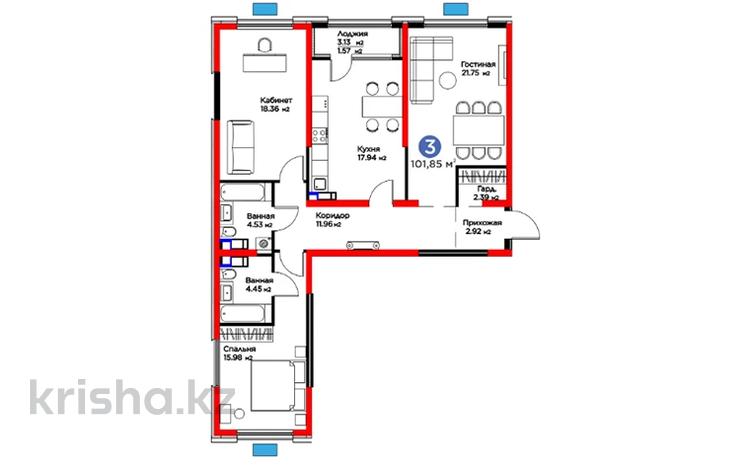 Лоджия
3.13 м2
1.57 м2
Гостиная
21.75 м2
Кабинет
18.36 м2
Кухня
17.94 м2
3
101,85 м²
Гард.
2.39 м2
Ванная
4.53 м2
Коридор
11.96 м2
Прихожая
2.92 м2
Ванная
4.45 м2
Спальня
15.98 м2
krisha.kz